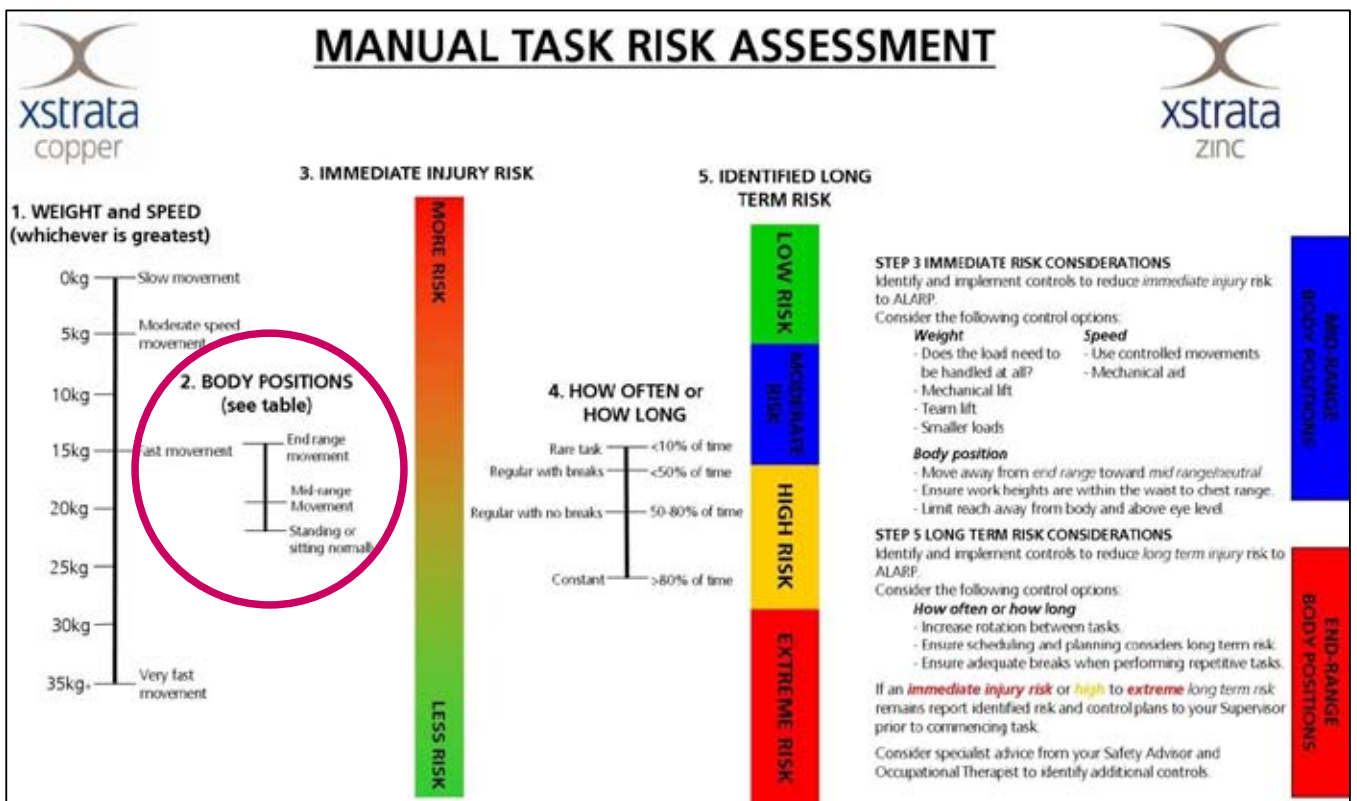 xstrata
copper
MANUAL TASK RISK ASSESSMENT
xstrata
zinc
1. WEIGHT and SPEED
(whichever is greatest)
0kg
Slow movement
5kg
Moderate speed
movement
10kg
15kg
Fast movement
20kg
25kg
30kg
35kg+
Very fast
movement
2. BODY POSITIONS
(see table)
End range
movement
Mid-range
Movement
Standing or
sitting normally
3. IMMEDIATE INJURY RISK
MORE RISK
LESS RISK
4. HOW OFTEN or
HOW LONG
Rare task
<10% of time
Regular with breaks
<50% of time
Regular with no breaks
50-80% of time
Constant
>80% of time
5. IDENTIFIED LONG
TERM RISK
LOW RISK
MODERATE
RISK
HIGH RISK
EXTREME RISK
STEP 3 IMMEDIATE RISK CONSIDERATIONS
Identify and implement controls to reduce immediate injury risk
to ALARP.
Consider the following control options:
Weight
- Does the load need to
be handled at all?
- Mechanical lift
- Team lift
- Smaller loads
Speed
- Use controlled movements
- Mechanical aid
Body position
- Move away from end range toward mid range/neutral
- Ensure work heights are within the waist to chest range.
- Limit reach away from body and above eye level.
STEP 5 LONG TERM RISK CONSIDERATIONS
Identify and implement controls to reduce long term injury risk to
ALARP.
Consider the following control options:
How often or how long
- Increase rotation between tasks.
- Ensure scheduling and planning considers long term risk.
- Ensure adequate breaks when performing repetitive tasks.
If an immediate injury risk or high to extreme long term risk
remains report identified risk and control plans to your Supervisor
prior to commencing task.
Consider specialist advice from your Safety Advisor and
Occupational Therapist to identify additional controls.
MID-RANGE
BODY POSITIONS
END-RANGE
BODY POSITIONS